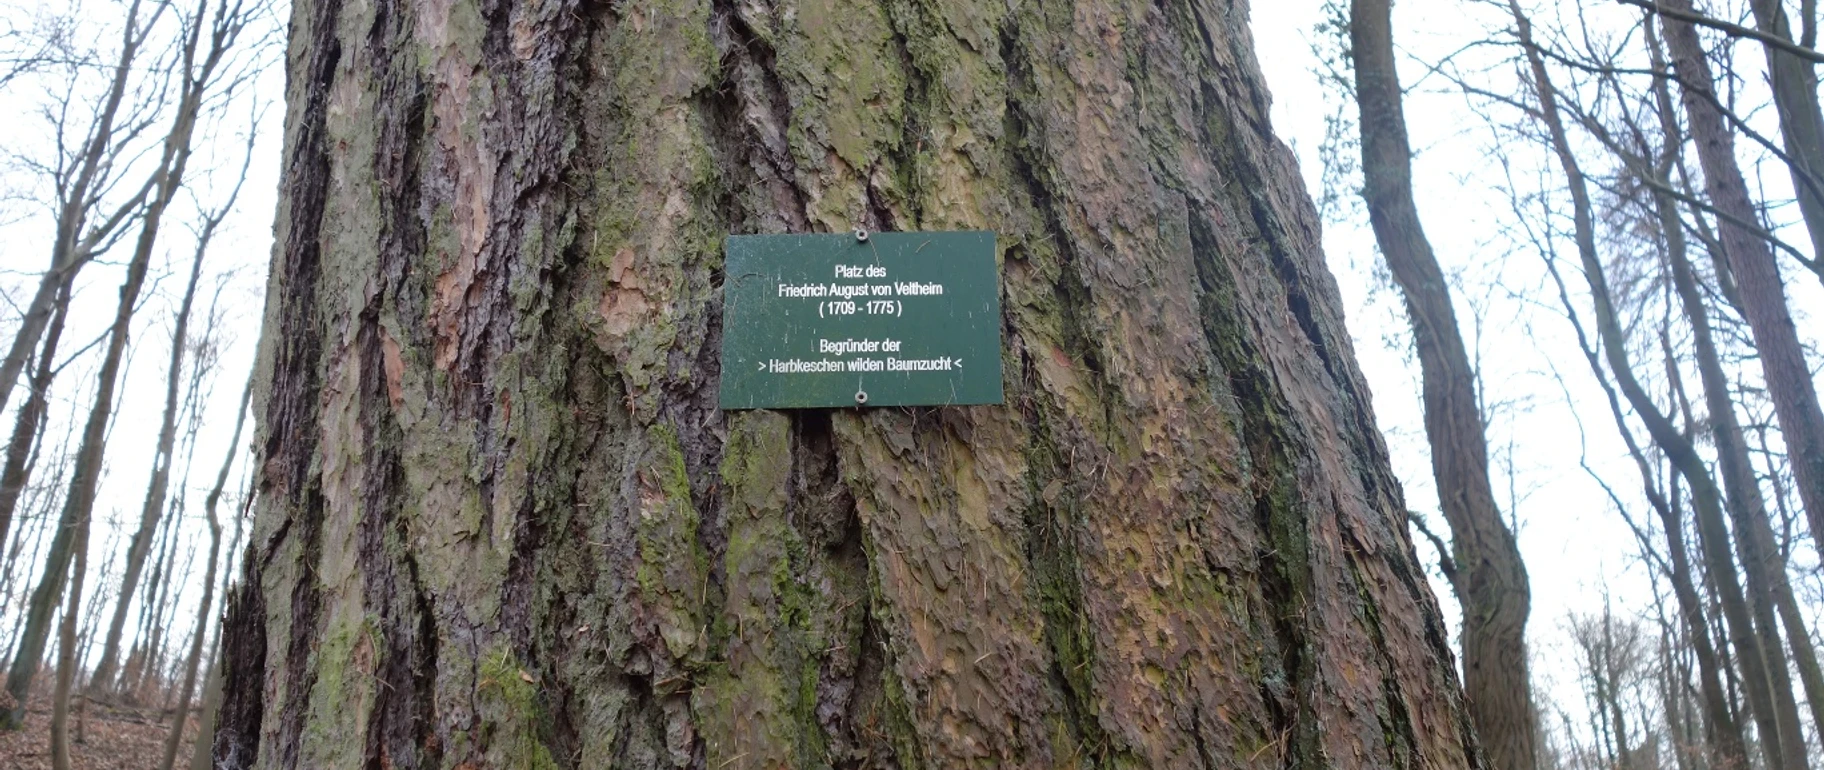 Platz des
Friedrich August von Veltheim
( 1709 - 1775 )
Begründer der
> Harbkeschen wilden Baumzucht <